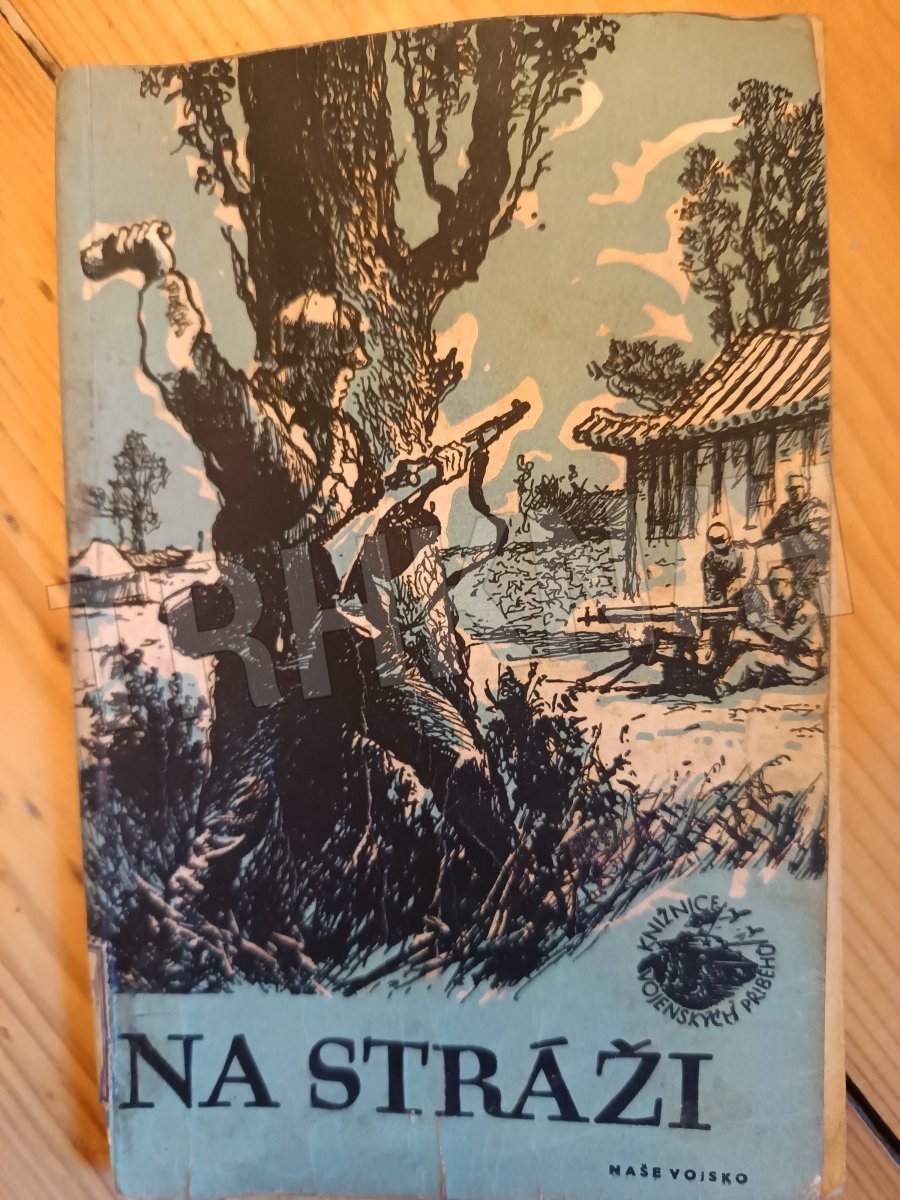 KNIŽNICE
VOJENSKÝCH PŘÍBĚHŮ
NA STRÁŽI
NAŠE VOJSKO